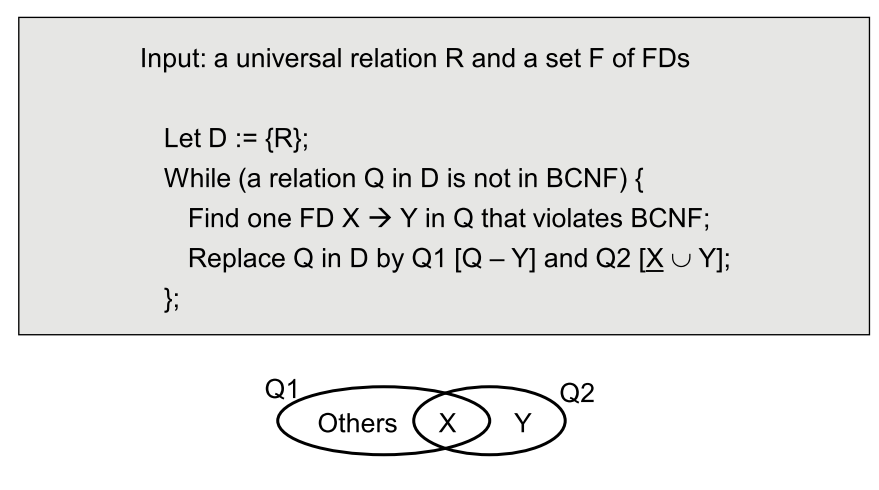 Input: a universal relation R and a set F of FDs
Let D := {R};
While (a relation Q in D is not in BCNF) {
Find one FD X → Y in Q that violates BCNF;
Replace Q in D by Q1 [Q – Y] and Q2 [X ∪ Y];
};
Q1 Q2
Others X Y